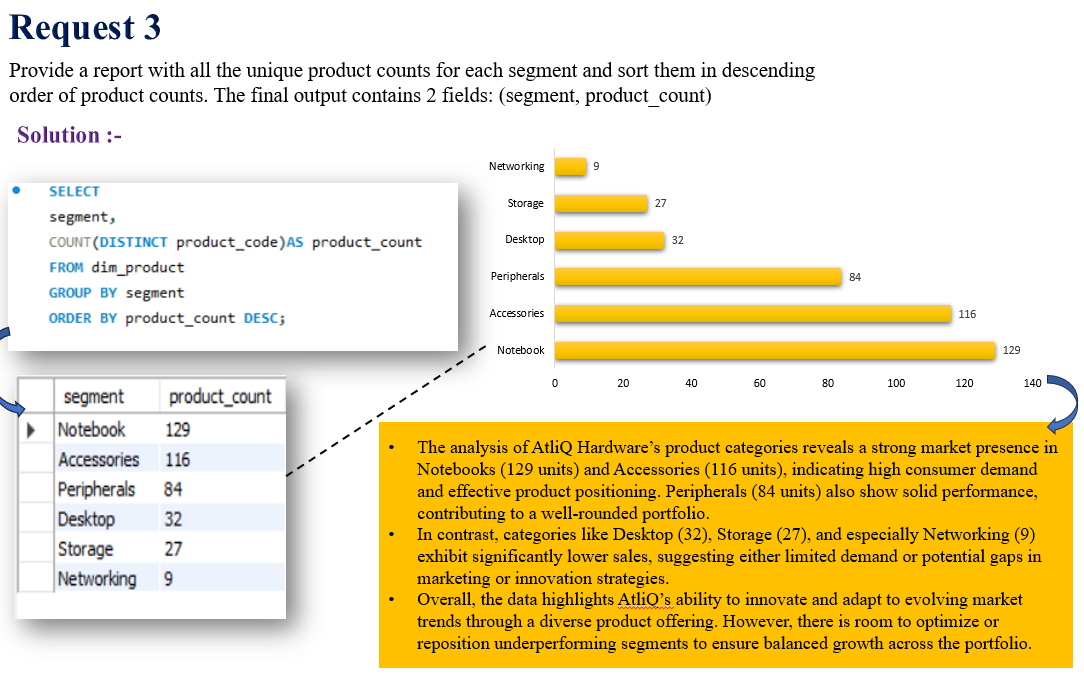 Request 3
Provide a report with all the unique product counts for each segment and sort them in descending
order of product counts. The final output contains 2 fields: (segment, product_count)
Solution :-
SELECT
segment,
COUNT(DISTINCT product_code)AS product_count
FROM dim_product
GROUP BY segment
ORDER BY product_count DESC;
segment product_count
Notebook 129
Accessories 116
Peripherals 84
Desktop 32
Storage 27
Networking 9
Networking 9
Storage 27
Desktop 32
Peripherals 84
Accessories 116
Notebook 129
0 20 40 60 80 100 120 140
• The analysis of AtliQ Hardware’s product categories reveals a strong market presence in
Notebooks (129 units) and Accessories (116 units), indicating high consumer demand
and effective product positioning. Peripherals (84 units) also show solid performance,
contributing to a well-rounded portfolio.
• In contrast, categories like Desktop (32), Storage (27), and especially Networking (9)
exhibit significantly lower sales, suggesting either limited demand or potential gaps in
marketing or innovation strategies.
• Overall, the data highlights AtliQ’s ability to innovate and adapt to evolving market
trends through a diverse product offering. However, there is room to optimize or
reposition underperforming segments to ensure balanced growth across the portfolio.